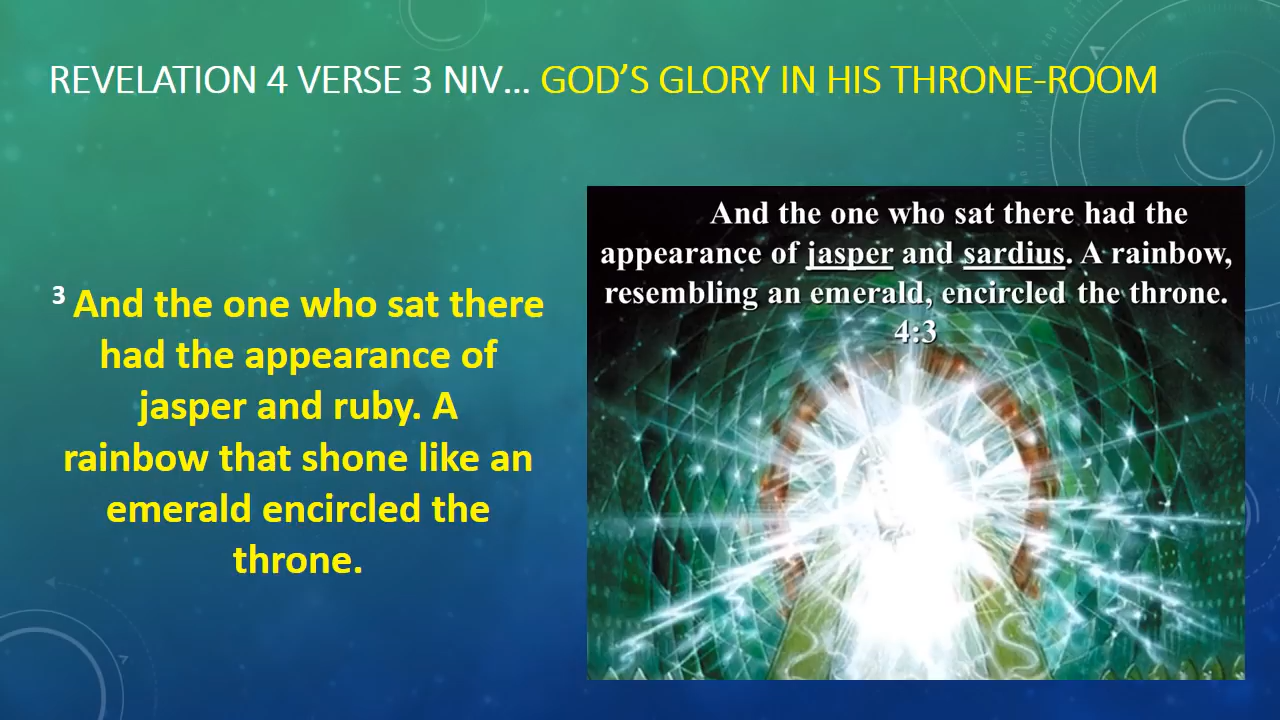 REVELATION 4 VERSE 3 NIV… GOD’S GLORY IN HIS THRONE-ROOM
3 And the one who sat there
had the appearance of
jasper and ruby. A
rainbow that shone like an
emerald encircled the
throne.
And the one who sat there had the
appearance of jasper and sardius. A rainbow,
resembling an emerald, encircled the throne.
4:3